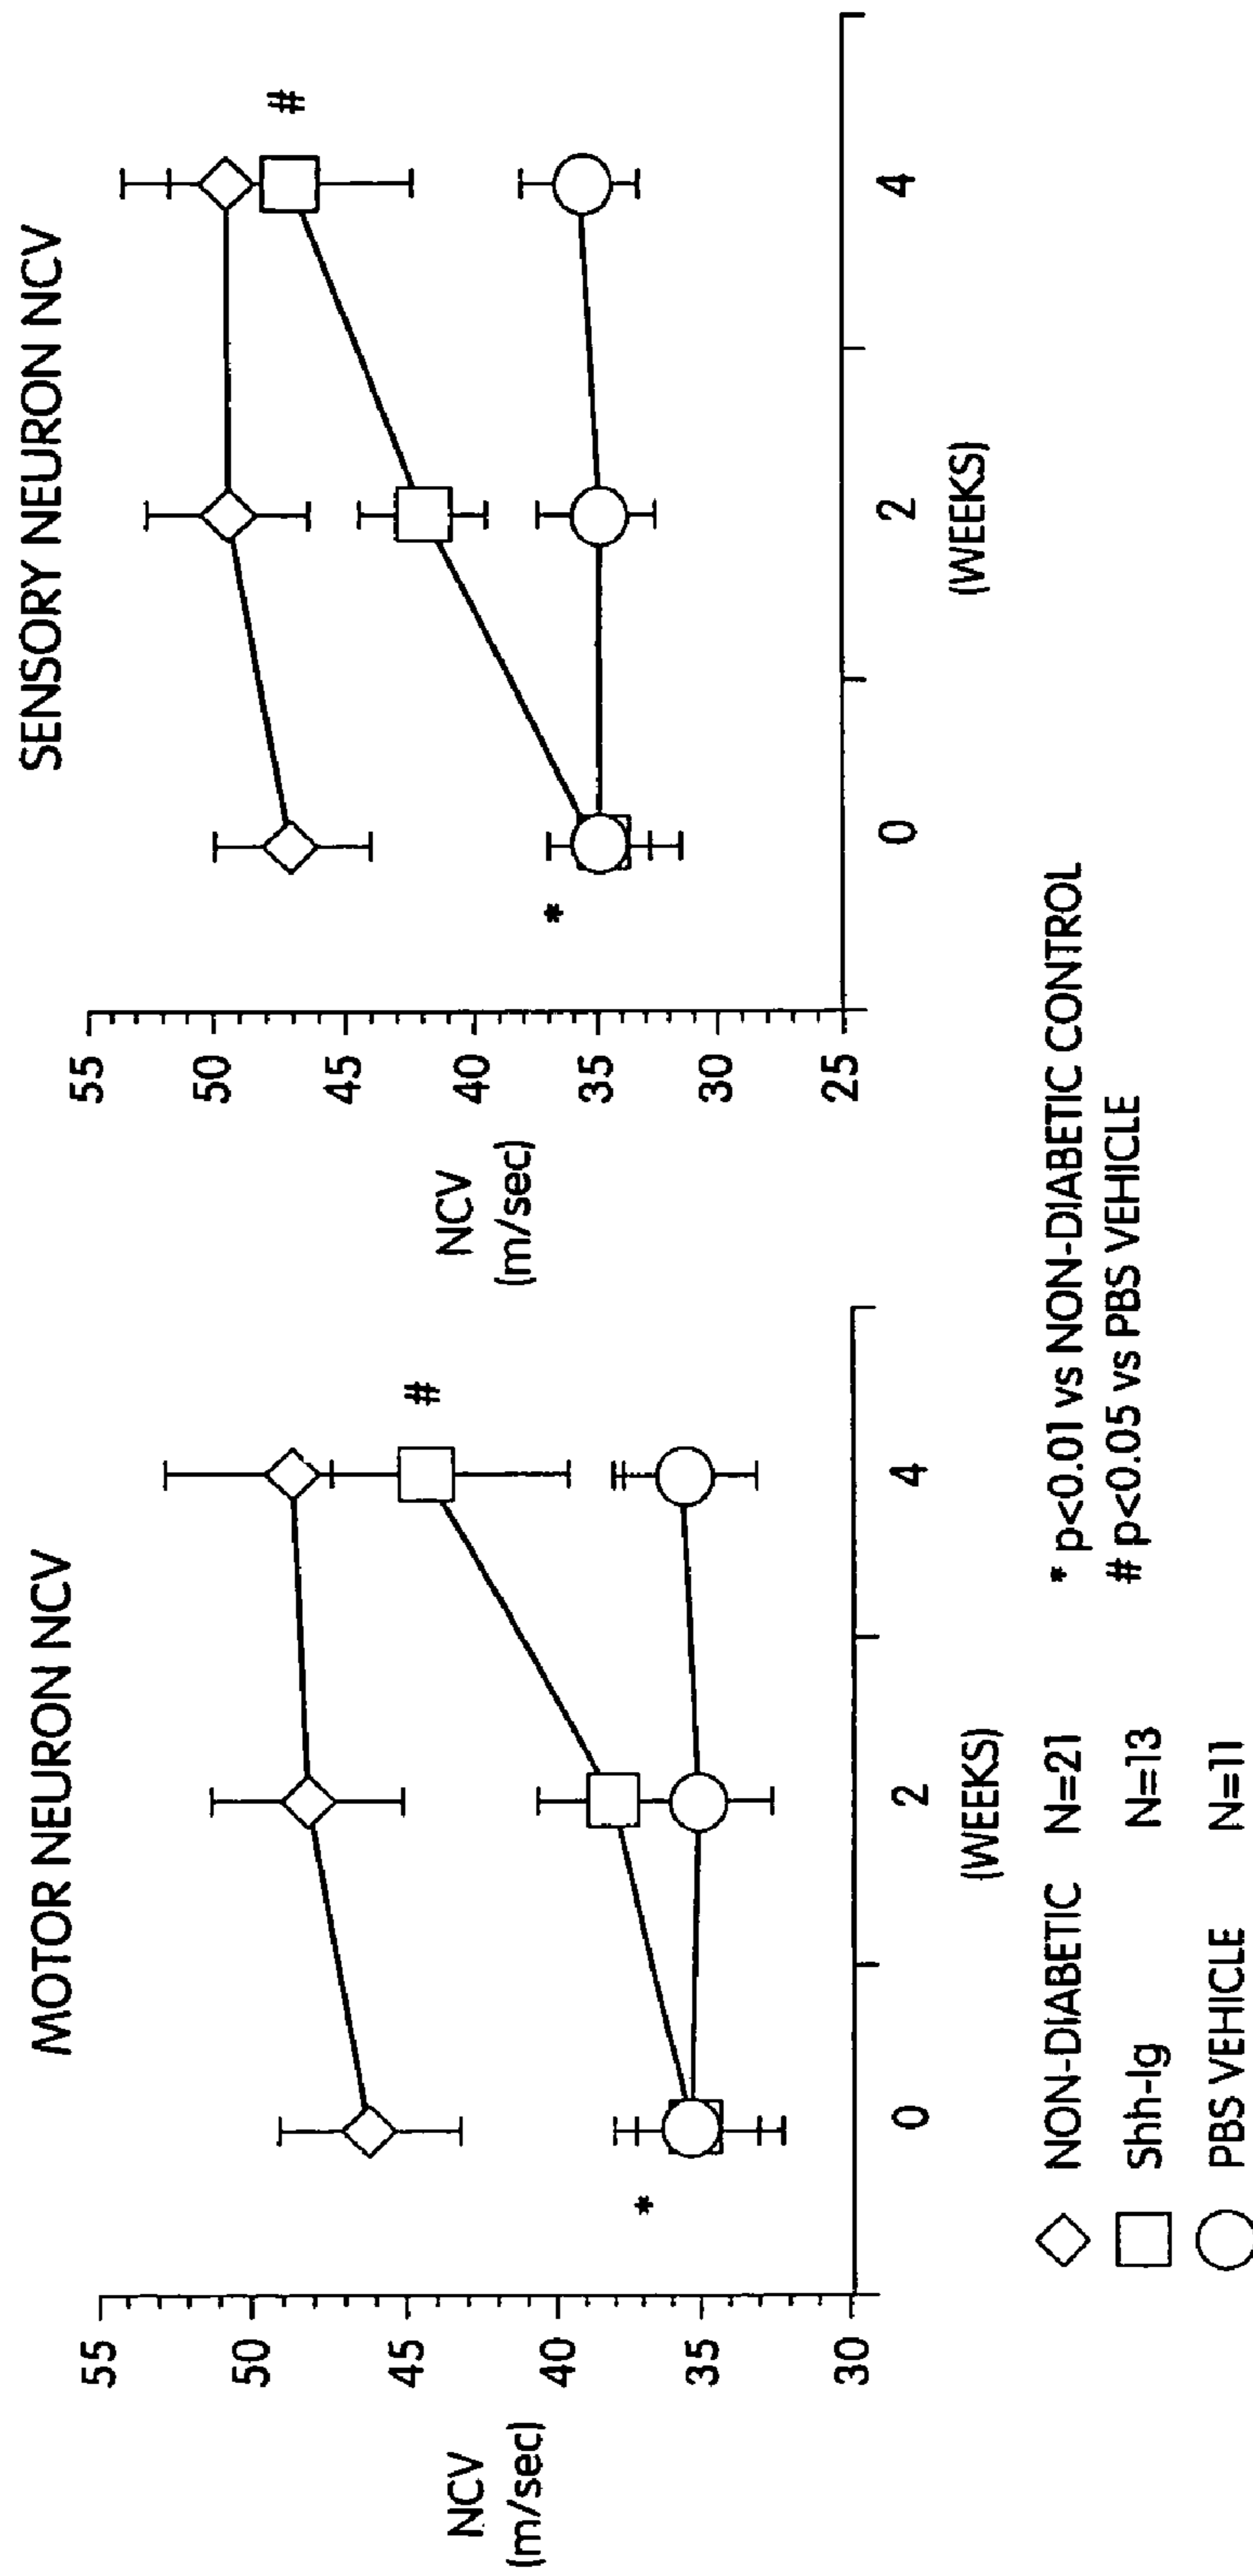 MOTOR NEURON NCV
NCV
(m/sec)
55
50
45
40
35
30
*
#
0
2
4
(WEEKS)
SENSORY NEURON NCV
NCV
(m/sec)
55
50
45
40
35
30
25
*
#
0
2
4
(WEEKS)
NON-DIABETIC N=21
Shh-Ig N=13
PBS VEHICLE N=11
* p<0.01 vs NON-DIABETIC CONTROL
# p<0.05 vs PBS VEHICLE